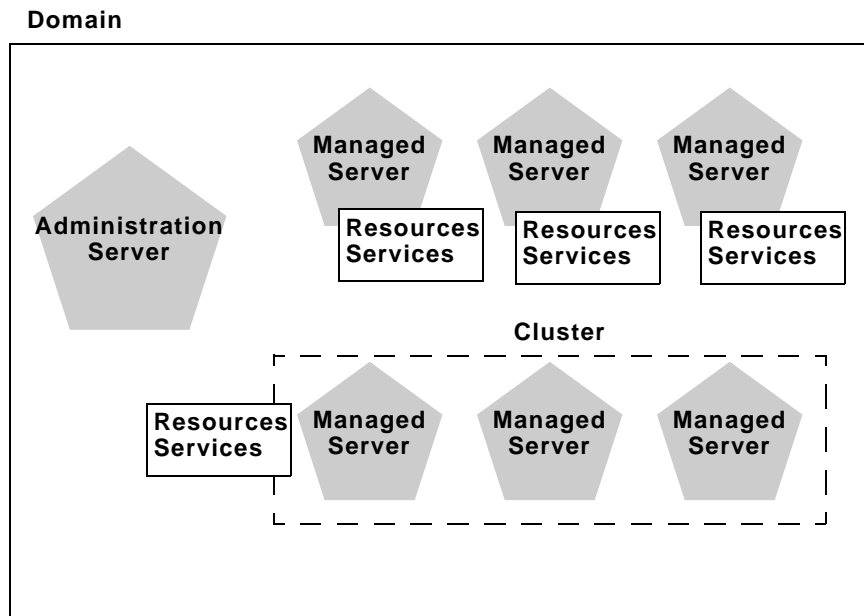 Domain
Managed
Server
Managed
Server
Managed
Server
Administration
Server
Resources
Services
Resources
Services
Resources
Services
Cluster
Resources
Services
Managed
Server
Managed
Server
Managed
Server